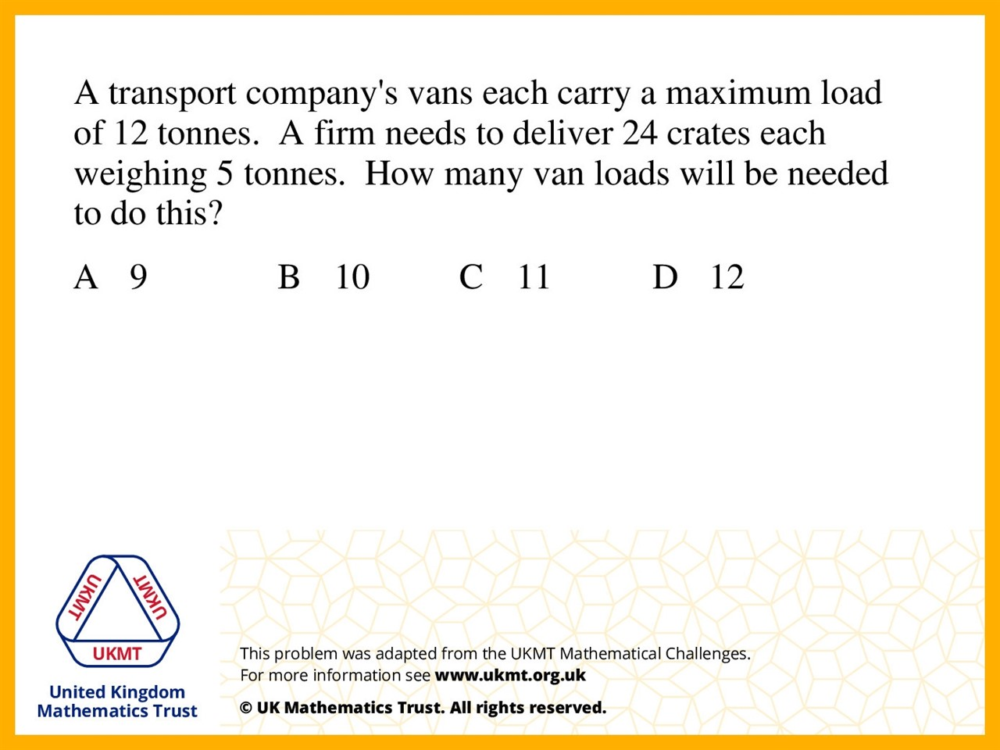 A transport company's vans each carry a maximum load
of 12 tonnes.  A firm needs to deliver 24 crates each
weighing 5 tonnes.  How many van loads will be needed
to do this?
A 9 B 10 C 11 D 12
UKMT
UKMT
UKMT
United Kingdom
Mathematics Trust
This problem was adapted from the UKMT Mathematical Challenges.
For more information see www.ukmt.org.uk
© UK Mathematics Trust. All rights reserved.